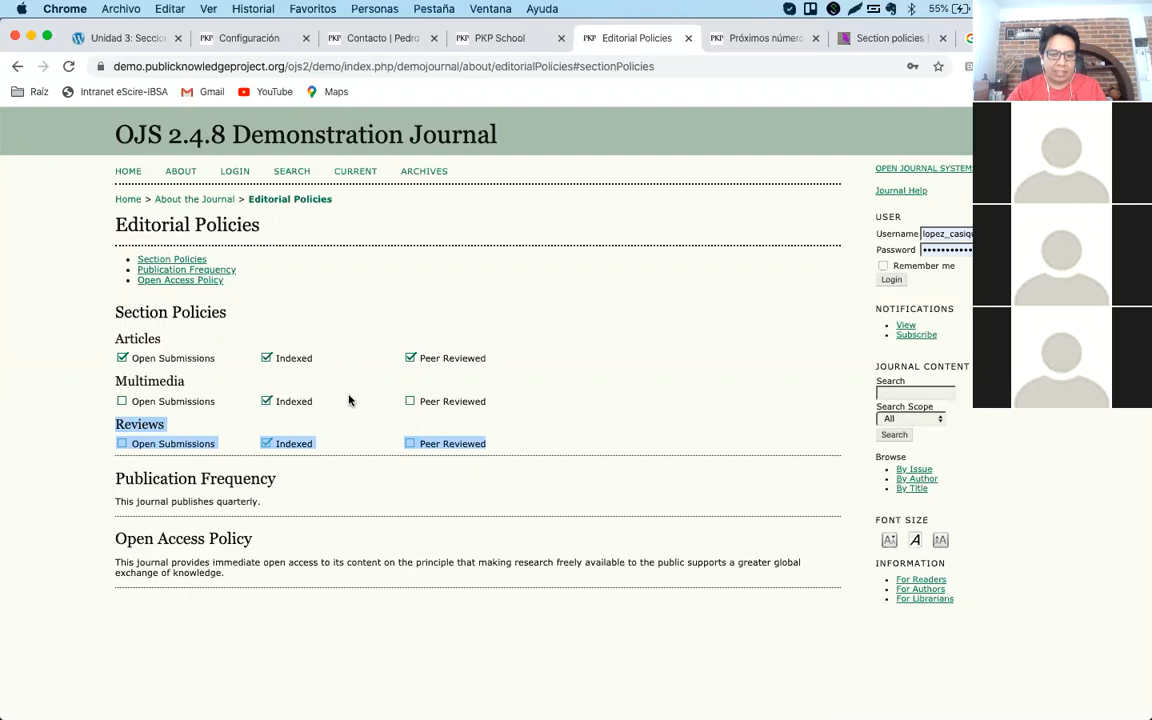 Chrome Archivo Editar Ver Historial Favoritos Personas Pestaña Ventana Ayuda 55%
Unidad 3: Secci Configuración Contacto | Pedro PKP School Editorial Policies Próximos númer Section policies
demo.publicknowledgeproject.org/ojs2/demo/index.php/demojournal/about/editorialPolicies#sectionPolicies
Raíz Intranet eScire-IBSA Gmail YouTube Maps
OJS 2.4.8 Demonstration Journal
HOME ABOUT LOGIN SEARCH CURRENT ARCHIVES
Home > About the Journal > Editorial Policies
Editorial Policies
Section Policies
Publication Frequency
Open Access Policy
Section Policies
Articles
Open Submissions Indexed Peer Reviewed
Multimedia
Open Submissions Indexed Peer Reviewed
Reviews
Open Submissions Indexed Peer Reviewed
Publication Frequency
This journal publishes quarterly.
Open Access Policy
This journal provides immediate open access to its content on the principle that making research freely available to the public supports a greater global
exchange of knowledge.
OPEN JOURNAL SYSTEM
Journal Help
USER
Username lopez_casiq
Password
Remember me
Login
NOTIFICATIONS
View
Subscribe
JOURNAL CONTENT
Search
Search Scope
All
Search
Browse
By Issue
By Author
By Title
FONT SIZE
INFORMATION
For Readers
For Authors
For Librarians